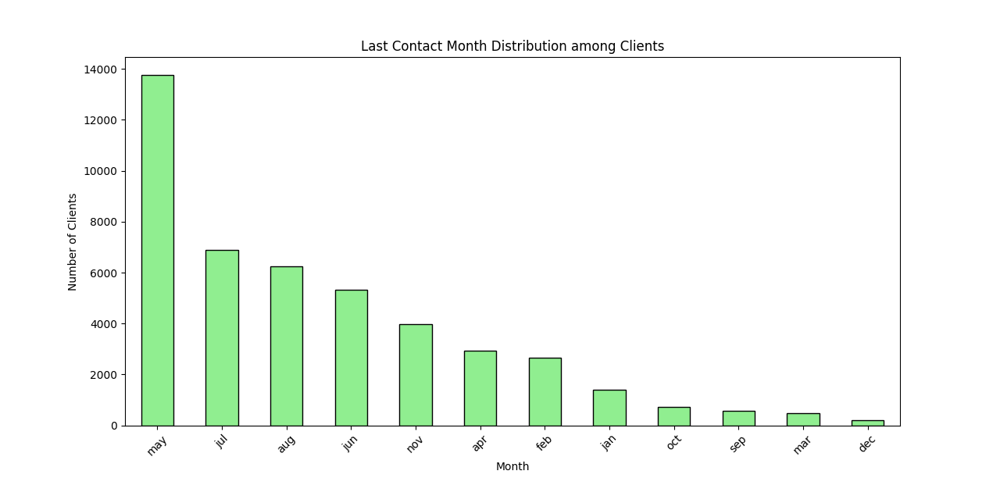 Last Contact Month Distribution among Clients
Number of Clients
14000
12000
10000
8000
6000
4000
2000
0
may jul aug jun nov apr feb jan oct sep mar dec
Month